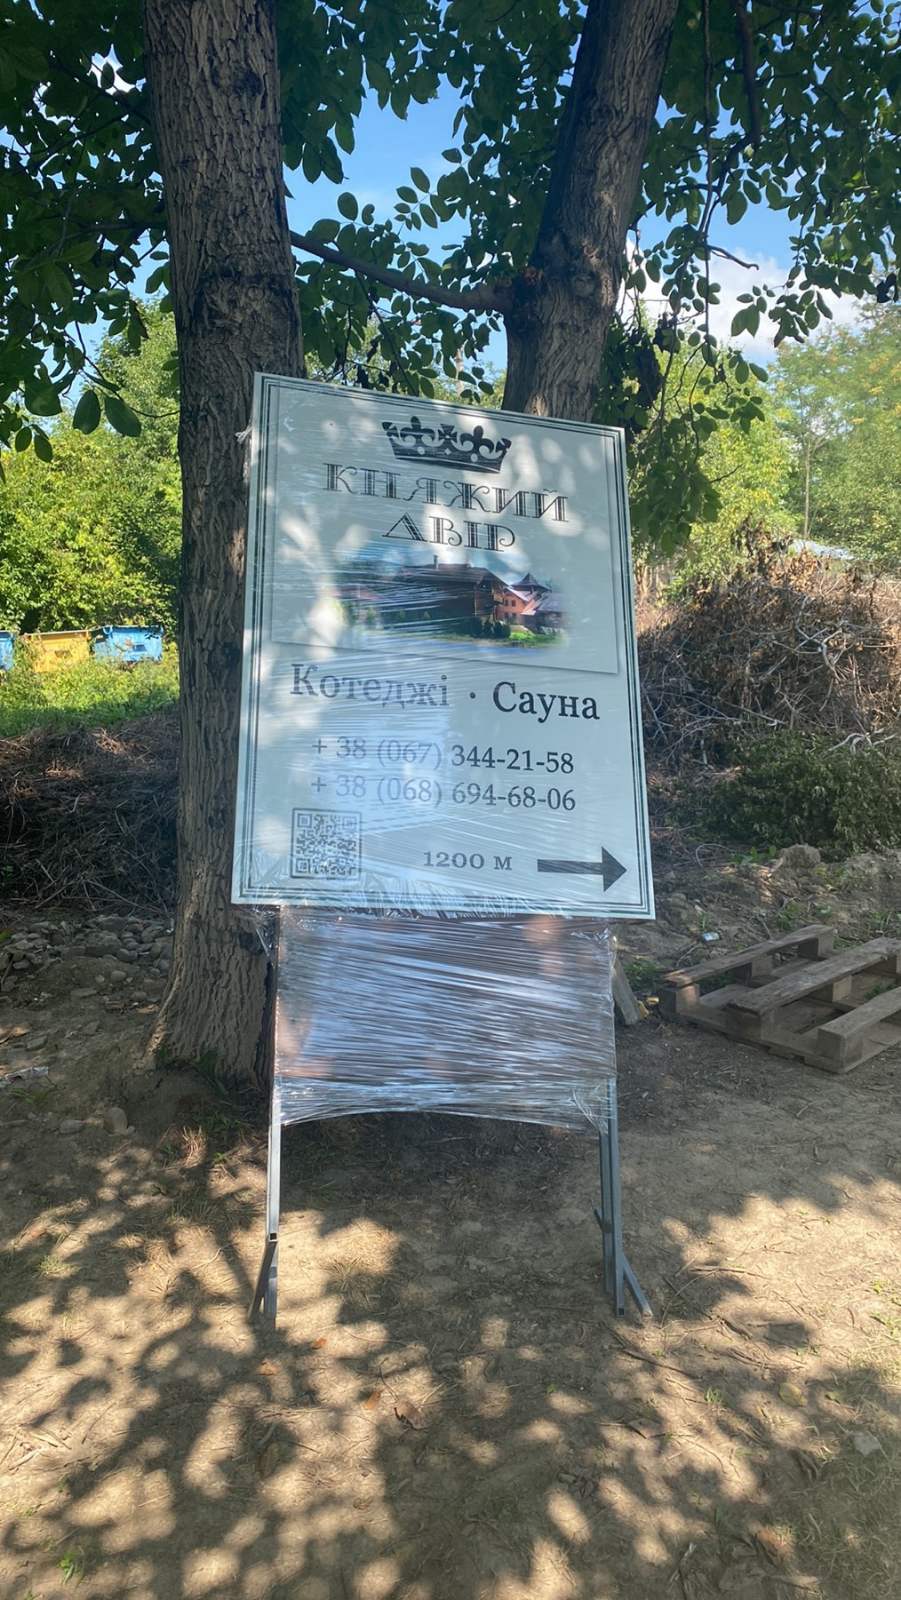 КНЯЖИЙ
ДВІР
Котеджі · Сауна
+ 38 (067) 344-21-58
+ 38 (068) 694-68-06
1200 м